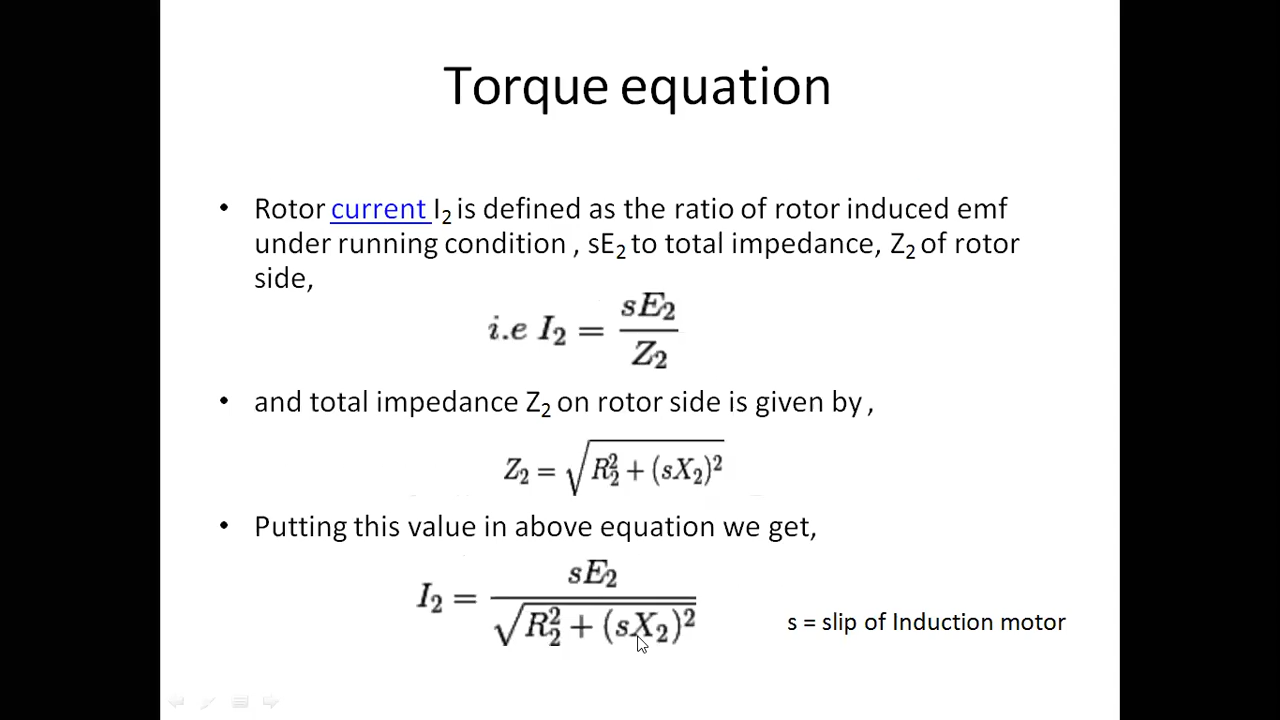 Torque equation
• Rotor current I₂ is defined as the ratio of rotor induced emf
under running condition , sE₂ to total impedance, Z₂ of rotor
side,
i.e I₂ = sE₂ / Z₂
• and total impedance Z₂ on rotor side is given by ,
Z₂ = √(R₂² + (sX₂)²)
• Putting this value in above equation we get,
I₂ = sE₂ / √(R₂² + (sX₂)²)
s = slip of Induction motor